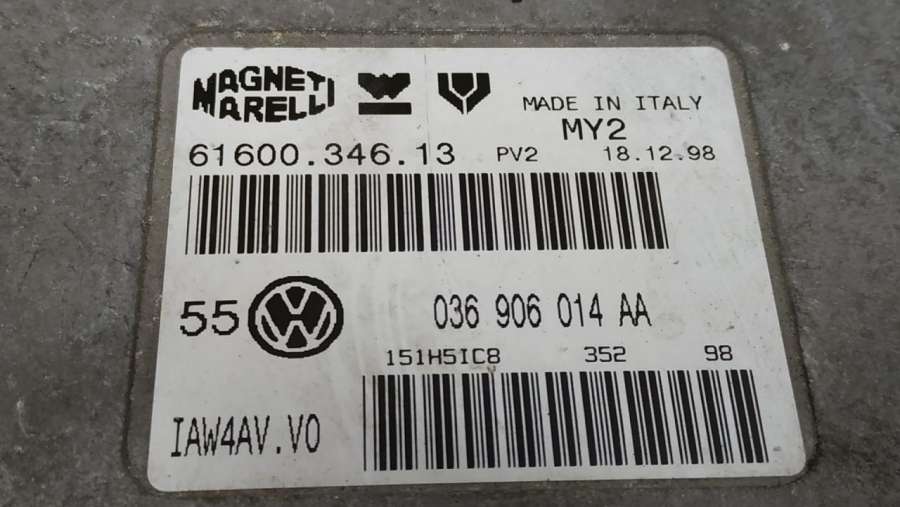 MAGNETI MARELLI
MADE IN ITALY
MY2
61600.346.13 PV2 18.12.98
55 VW 036 906 014 AA
151H5IC8 352 98
IAW4AV.V0